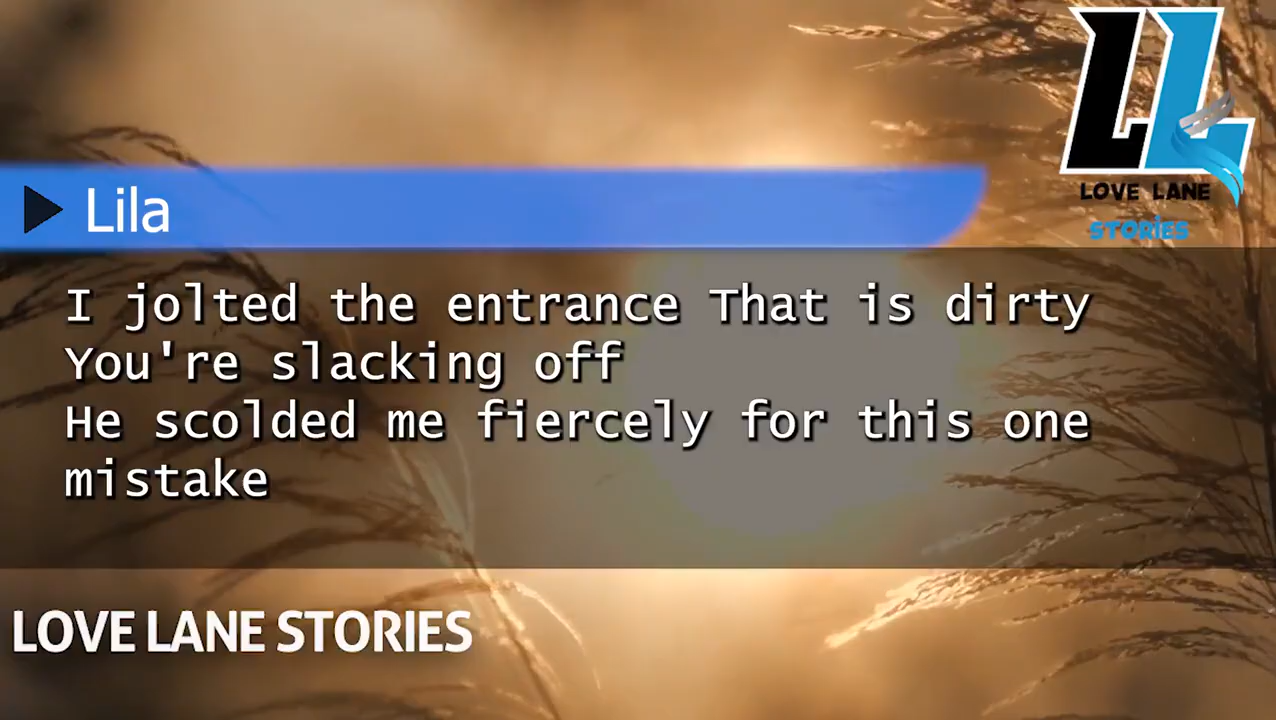 LL
LOVE LANE
STORIES
Lila
I jolted the entrance That is dirty
You're slacking off
He scolded me fiercely for this one
mistake
LOVE LANE STORIES